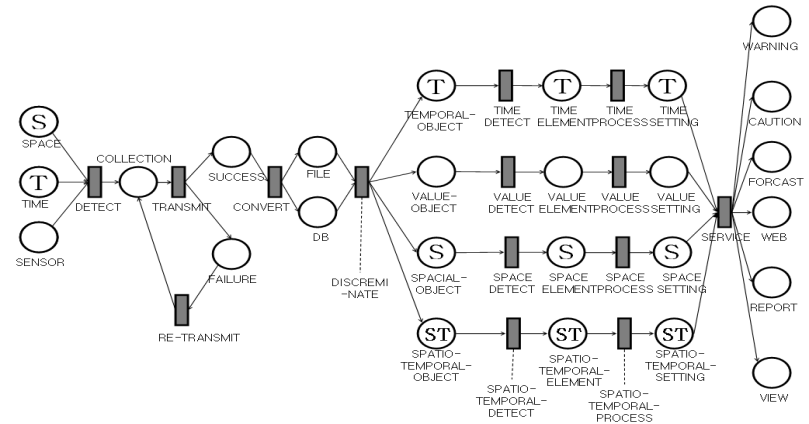 S
SPACE
T
TIME
SENSOR
DETECT
COLLECTION
TRANSMIT
SUCCESS
FAILURE
RE-TRANSMIT
CONVERT
FILE
DB
DISCREMI
-NATE
T
TEMPORAL-
OBJECT
TIME
DETECT
T
TIME
ELEMENT
TIME
PROCESS
T
TIME
SETTING
VALUE-
OBJECT
VALUE
DETECT
VALUE
ELEMENT
VALUE
PROCESS
VALUE
SETTING
S
SPACIAL-
OBJECT
SPACE
DETECT
S
SPACE
ELEMENT
SPACE
PROCESS
S
SPACE
SETTING
ST
SPATIO-
TEMPORAL-
OBJECT
SPATIO-
TEMPORAL-
DETECT
ST
SPATIO-
TEMPORAL-
ELEMENT
SPATIO-
TEMPORAL-
PROCESS
ST
SPATIO-
TEMPORAL-
SETTING
SERVICE
WARNING
CAUTION
FORCAST
WEB
REPORT
VIEW